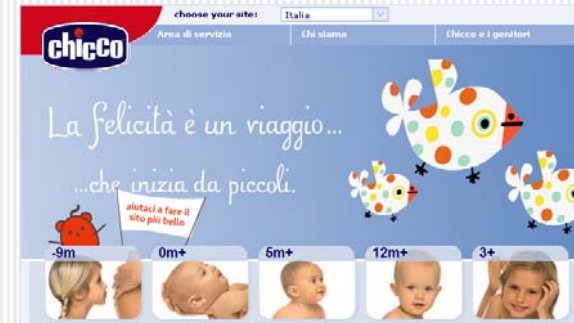 choose your site: Italia
chicco
Area di servizio Chi siamo Chicco e i genitori
La felicità è un viaggio...
...che inizia da piccoli.
aiutaci a fare il
sito più bello
-9m 0m+ 5m+ 12m+ 3+